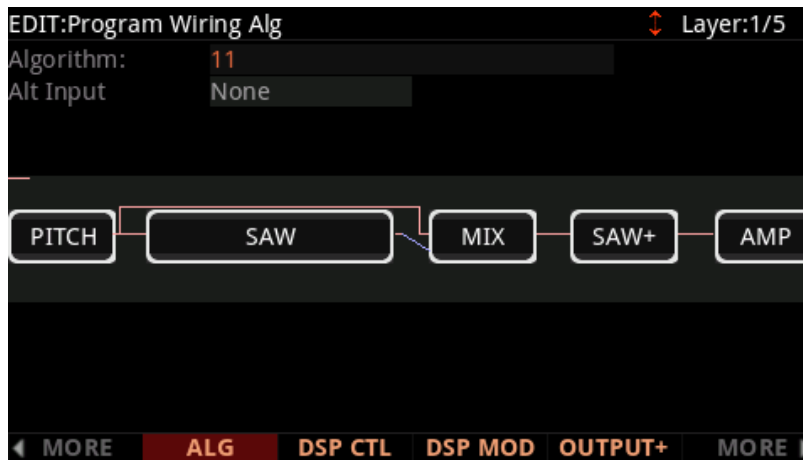 EDIT:Program Wiring Alg Layer:1/5
Algorithm: 11
Alt Input None
PITCH SAW MIX SAW+ AMP
MORE ALG DSP CTL DSP MOD OUTPUT+ MORE